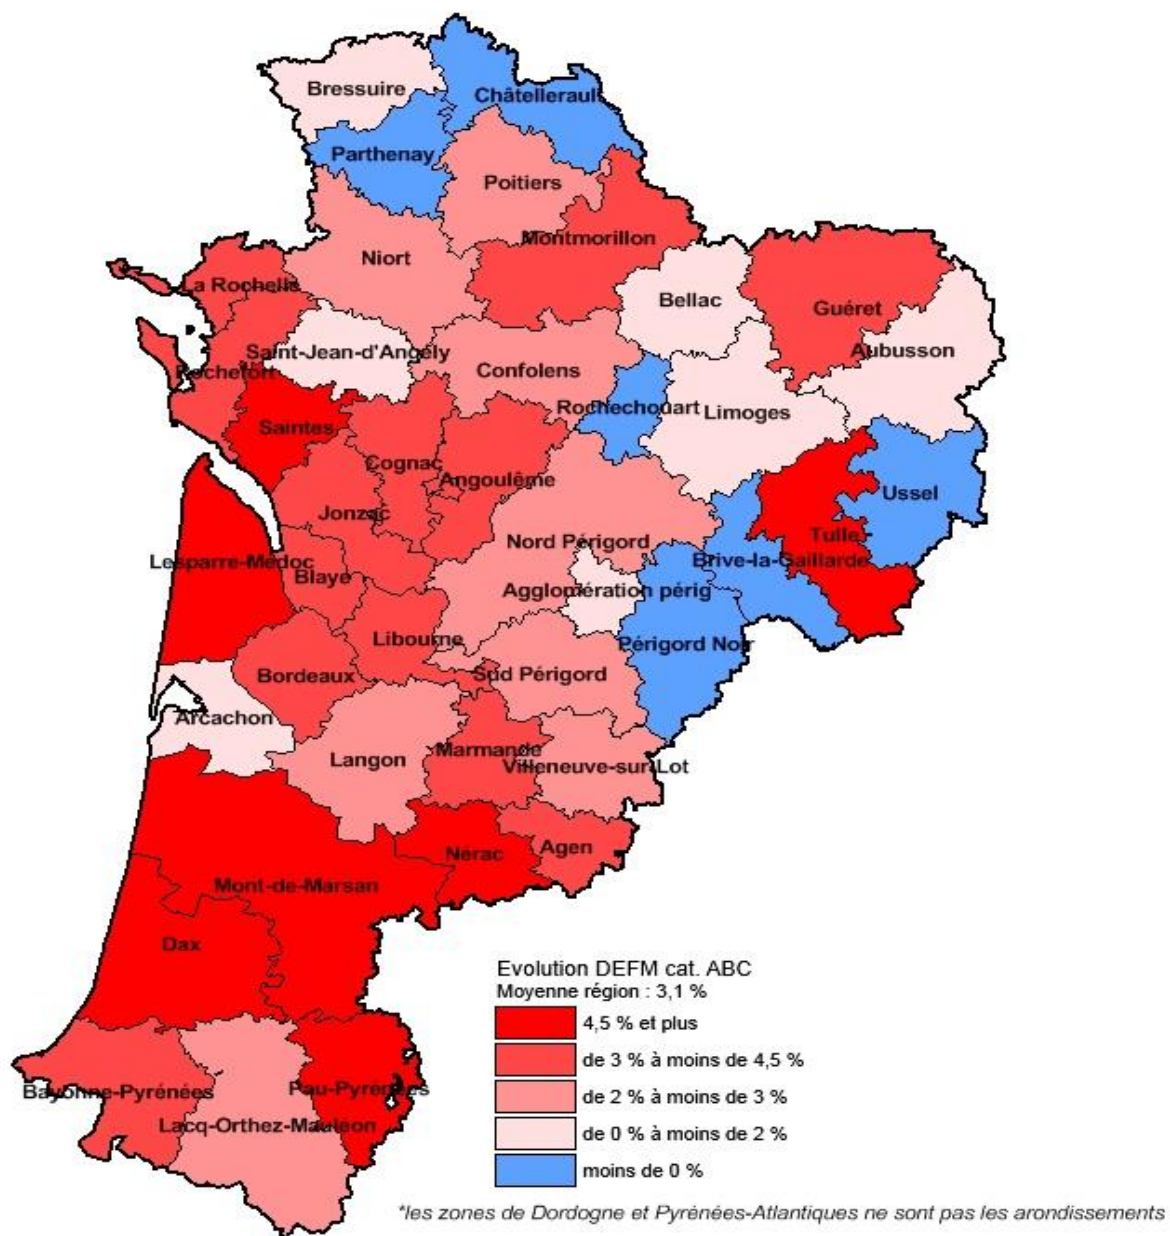 Bressuire
Châtellerault
Parthenay
Poitiers
Montmorillon
Niort
La Rochelle
Bellac
Guéret
Saint-Jean-d'Angély
Aubusson
Rochefort
Confolens
Rochechouart
Limoges
Saintes
Cognac
Angoulême
Ussel
Jonzac
Tulle
Nord Périgord
Lesparre-Médoc
Brive-la-Gaillarde
Blaye
Agglomération périg
Libourne
Périgord Noir
Bordeaux
Sud Périgord
Arcachon
Marmande
Langon
Villeneuve-sur-Lot
Nérac
Agen
Mont-de-Marsan
Dax
Bayonne-Pyrénées
Pau-Pyrénées
Lacq-Orthez-Mauléon
Evolution DEFM cat. ABC
Moyenne région : 3,1 %
4,5 % et plus
de 3 % à moins de 4,5 %
de 2 % à moins de 3 %
de 0 % à moins de 2 %
moins de 0 %
*les zones de Dordogne et Pyrénées-Atlantiques ne sont pas les arondissements